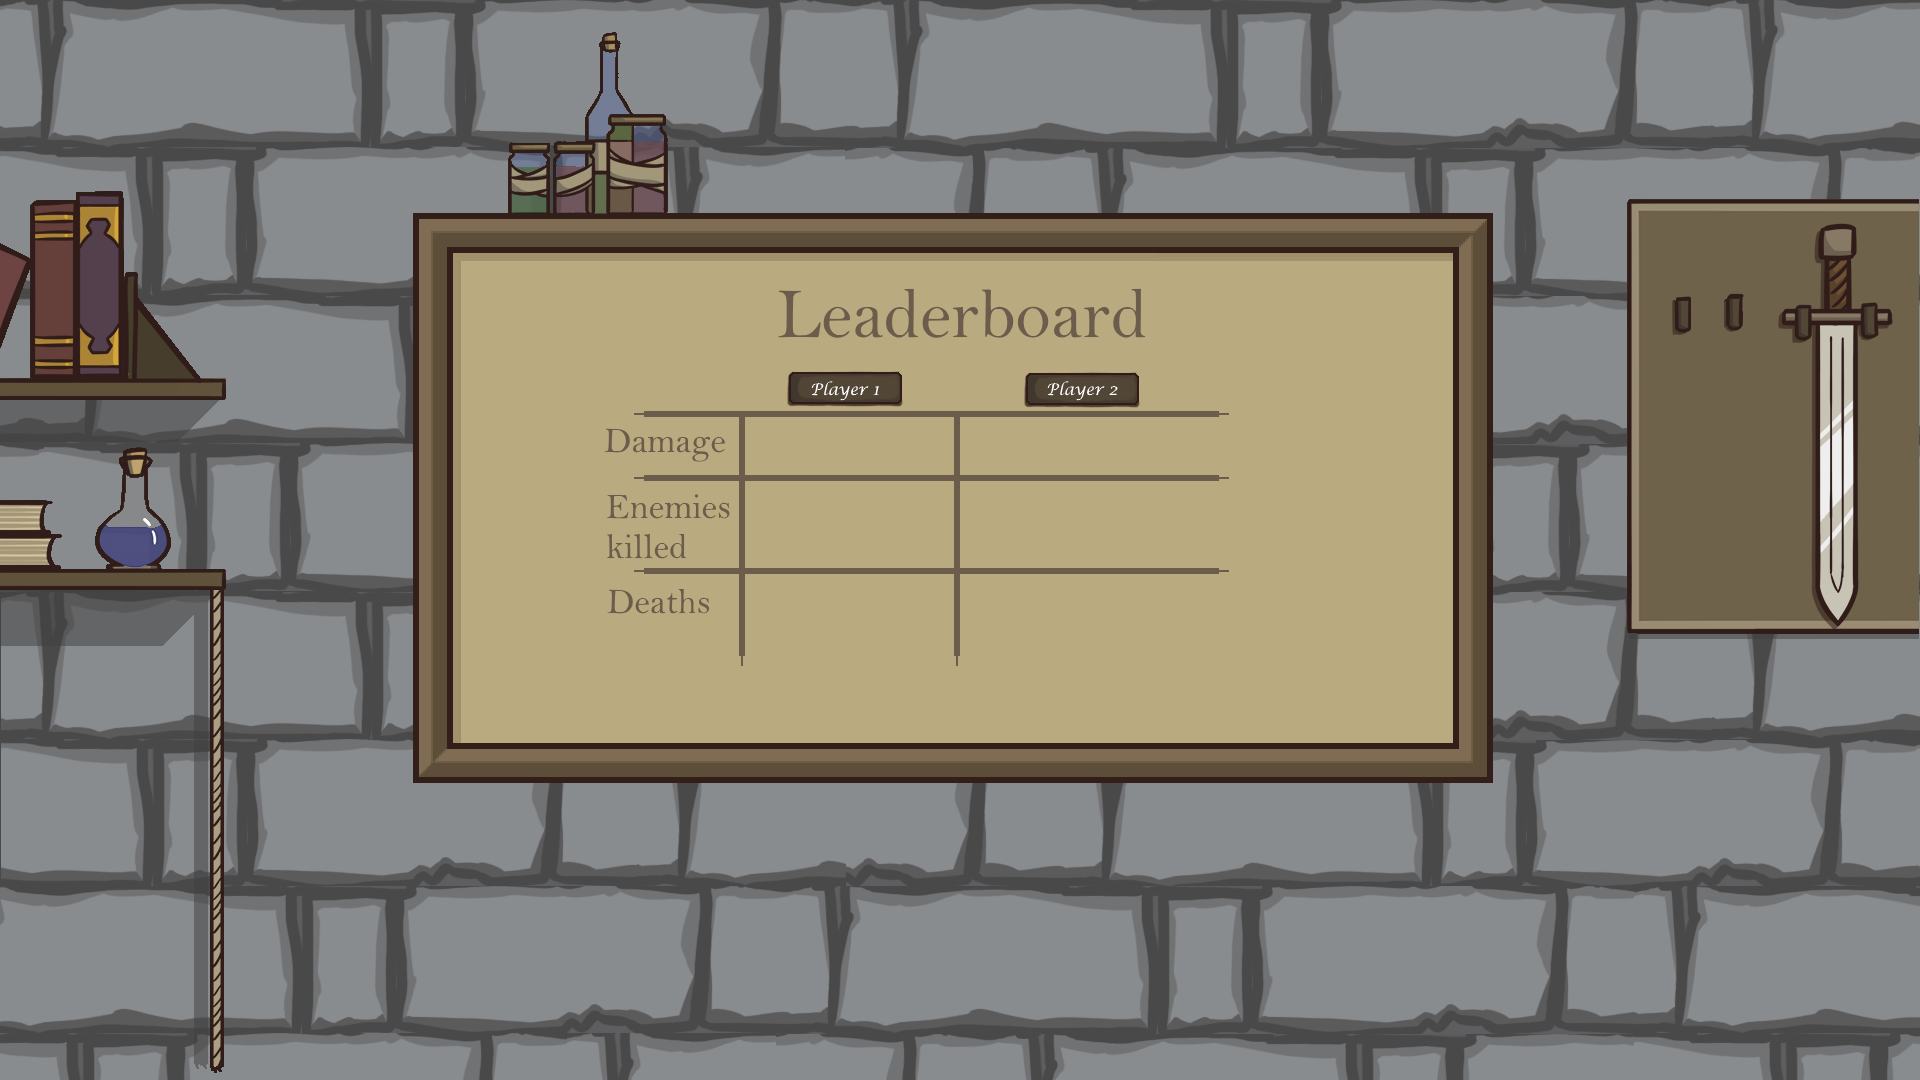 Leaderboard
Player 1
Player 2
Damage
Enemies
killed
Deaths